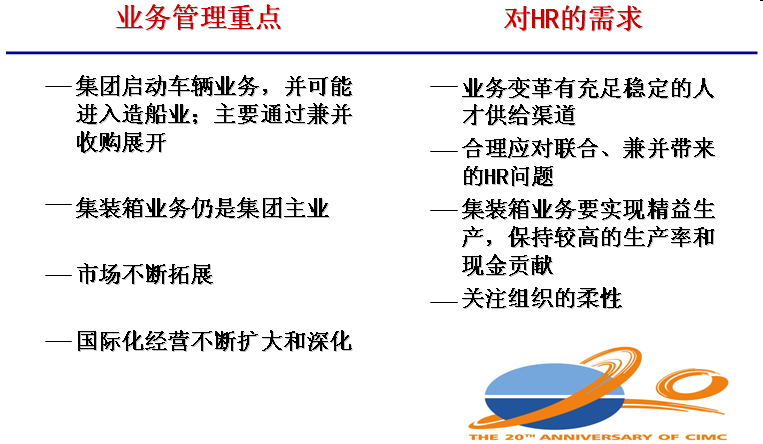 业务管理重点
— 集团启动车辆业务，并可能
进入造船业；主要通过兼并
收购展开
— 集装箱业务仍是集团主业
— 市场不断拓展
— 国际化经营不断扩大和深化
对HR的需求
— 业务变革有充足稳定的人
才供给渠道
— 合理应对联合、兼并带来
的HR问题
— 集装箱业务要实现精益生
产，保持较高的生产率和
现金贡献
— 关注组织的柔性
20
THE 20TH ANNIVERSARY OF CIMC